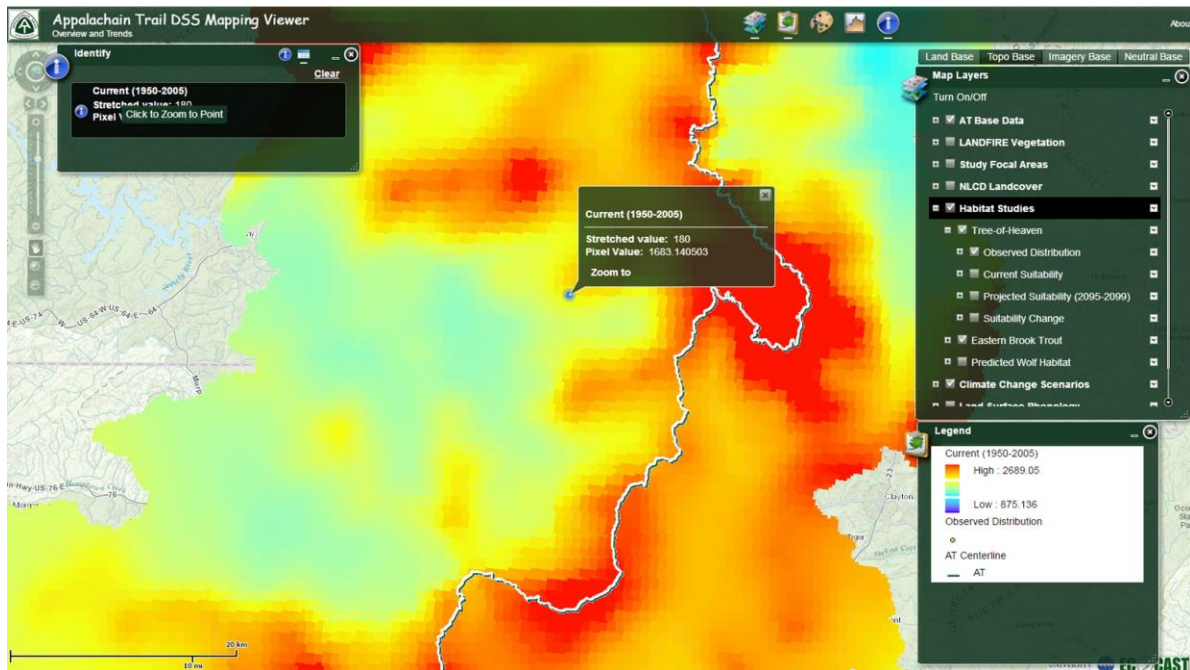 Appalachain Trail DSS Mapping Viewer
Overview and Trends
Abou
Identify
Clear
Current (1950-2005)
Stretched value: 180
Pixel V
Click to Zoom to Point
Current (1950-2005)
Stretched value: 180
Pixel Value: 1683.140503
Zoom to
Land Base
Topo Base
Imagery Base
Neutral Base
Map Layers
Turn On/Off
AT Base Data
LANDFIRE Vegetation
Study Focal Areas
NLCD Landcover
Habitat Studies
Tree-of-Heaven
Observed Distribution
Current Suitability
Projected Suitability (2095-2099)
Suitability Change
Eastern Brook Trout
Predicted Wolf Habitat
Climate Change Scenarios
Land Surface Phenology
Legend
Current (1950-2005)
High : 2689.05
Low : 875.136
Observed Distribution
AT Centerline
AT
Clayton
Tiger
20 km
10 mi